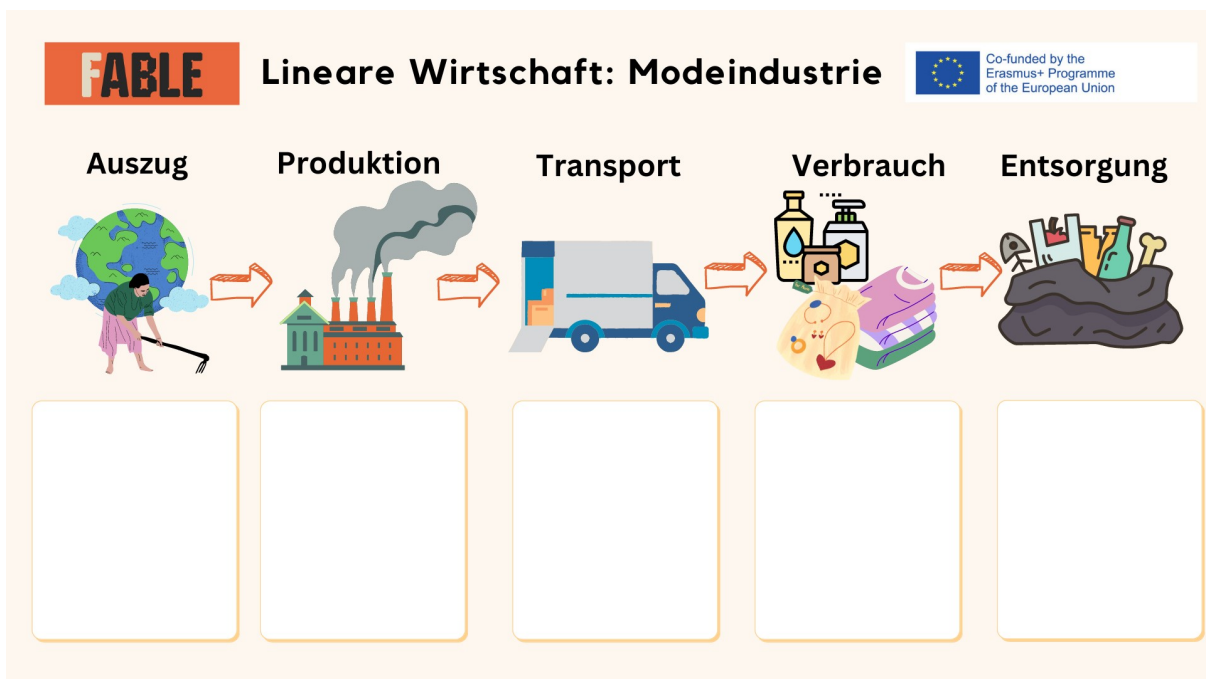 FABLE
Lineare Wirtschaft: Modeindustrie
Co-funded by the
Erasmus+ Programme
of the European Union
Auszug
Produktion
Transport
Verbrauch
Entsorgung